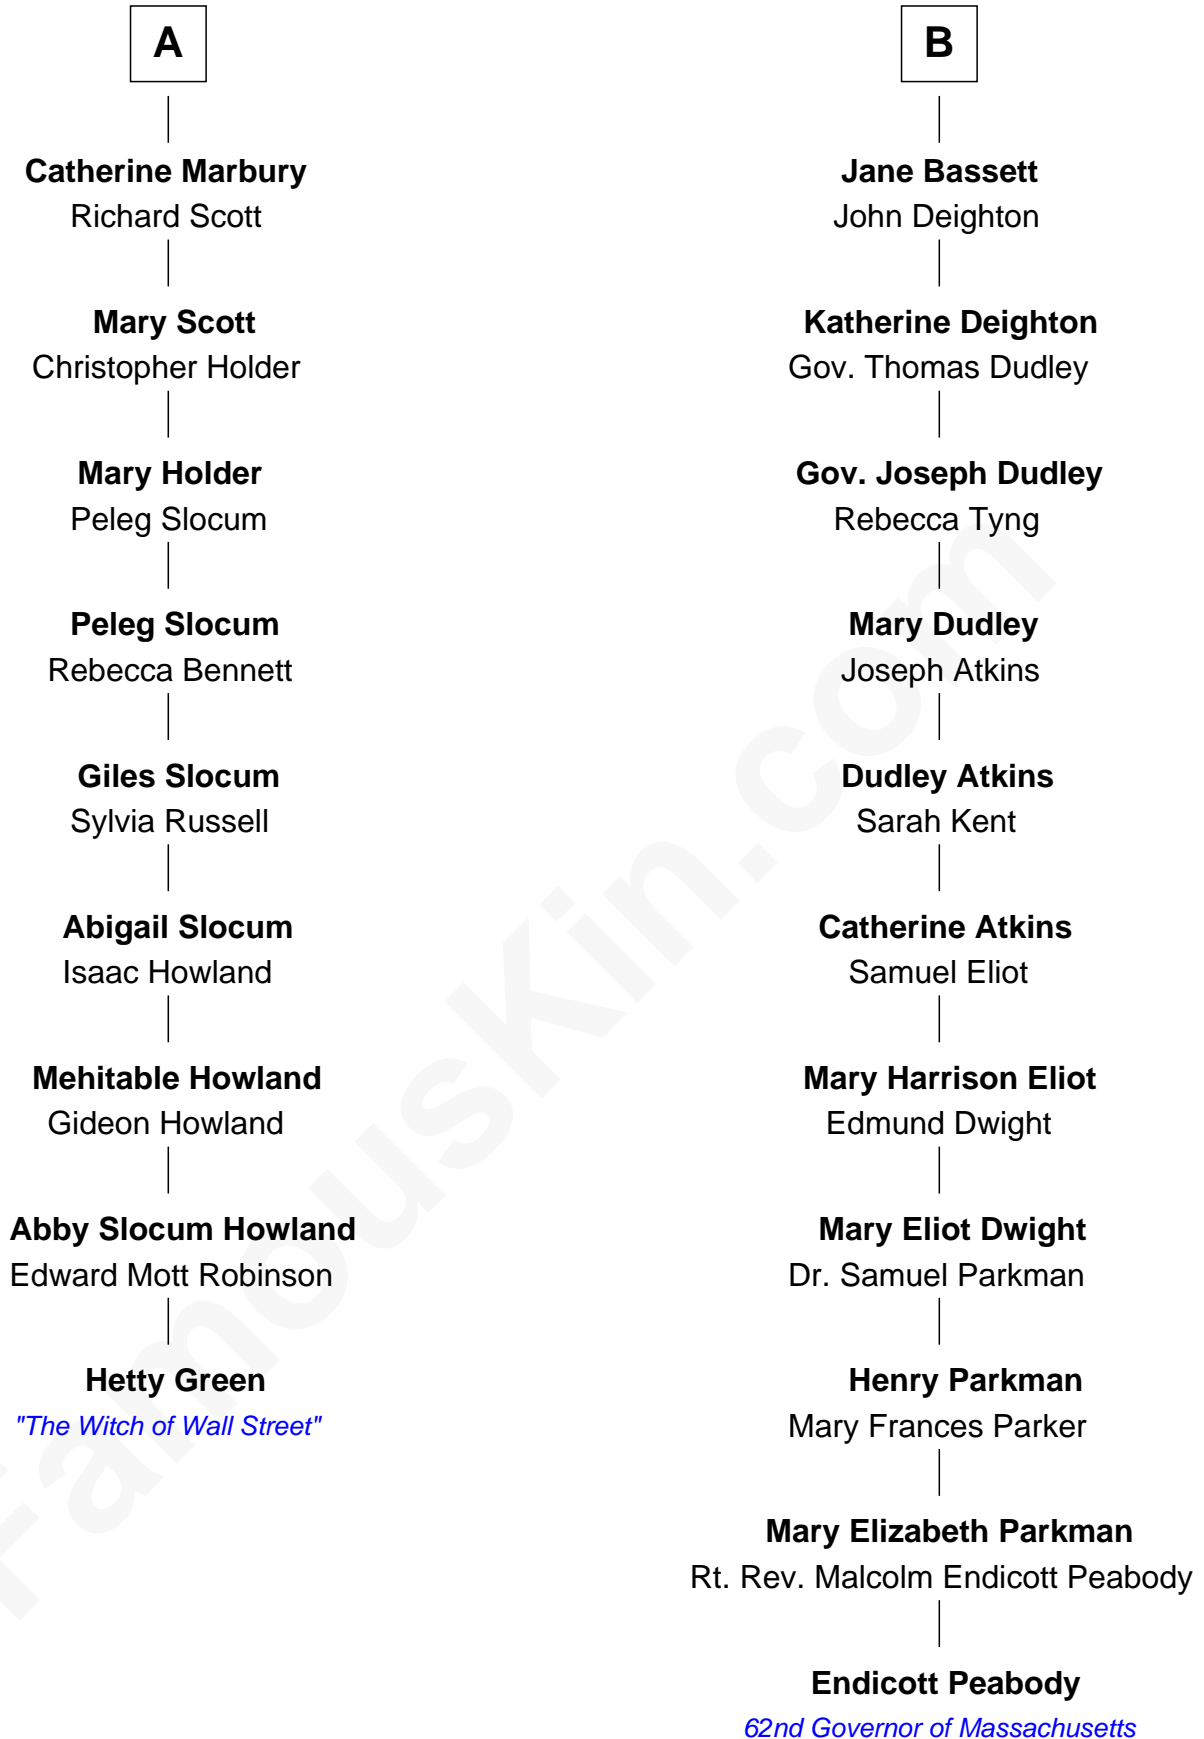 A
Catherine Marbury
Richard Scott
Mary Scott
Christopher Holder
Mary Holder
Peleg Slocum
Peleg Slocum
Rebecca Bennett
Giles Slocum
Sylvia Russell
Abigail Slocum
Isaac Howland
Mehitable Howland
Gideon Howland
Abby Slocum Howland
Edward Mott Robinson
Hetty Green
"The Witch of Wall Street"
B
Jane Bassett
John Deighton
Katherine Deighton
Gov. Thomas Dudley
Gov. Joseph Dudley
Rebecca Tyng
Mary Dudley
Joseph Atkins
Dudley Atkins
Sarah Kent
Catherine Atkins
Samuel Eliot
Mary Harrison Eliot
Edmund Dwight
Mary Eliot Dwight
Dr. Samuel Parkman
Henry Parkman
Mary Frances Parker
Mary Elizabeth Parkman
Rt. Rev. Malcolm Endicott Peabody
Endicott Peabody
62nd Governor of Massachusetts
FamousKin.com